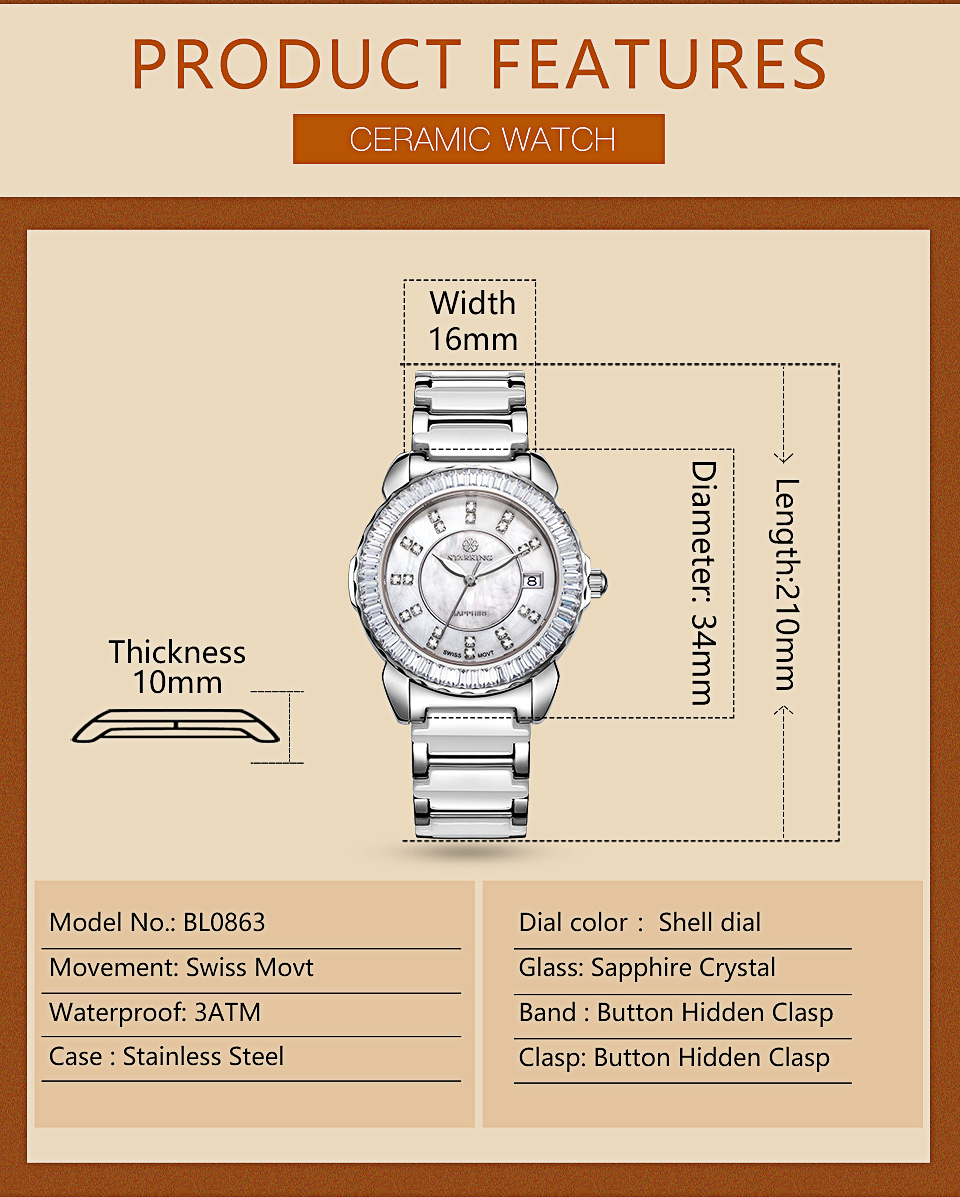 PRODUCT FEATURES
CERAMIC WATCH
Width
16mm
Diameter: 34mm
Length:210mm
STARKING
8
SAPPHIRE
SWISS MOVT
Thickness
10mm
Model No.: BL0863
Movement: Swiss Movt
Waterproof: 3ATM
Case : Stainless Steel
Dial color : Shell dial
Glass: Sapphire Crystal
Band : Button Hidden Clasp
Clasp: Button Hidden Clasp